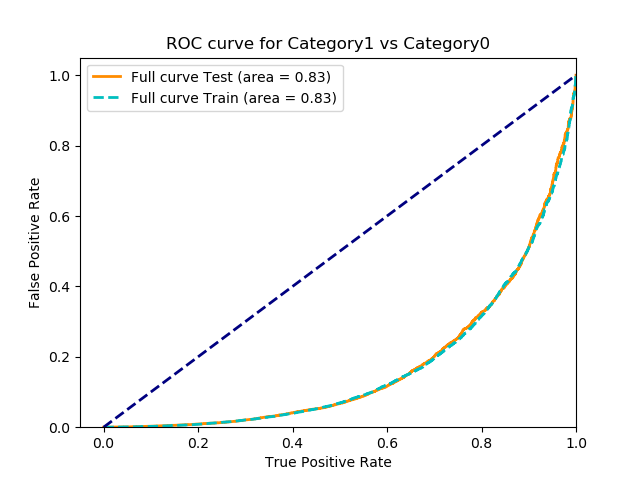 ROC curve for Category1 vs Category0
Full curve Test (area = 0.83)
Full curve Train (area = 0.83)
1.0
0.8
0.6
0.4
0.2
0.0
False Positive Rate
0.0 0.2 0.4 0.6 0.8 1.0
True Positive Rate